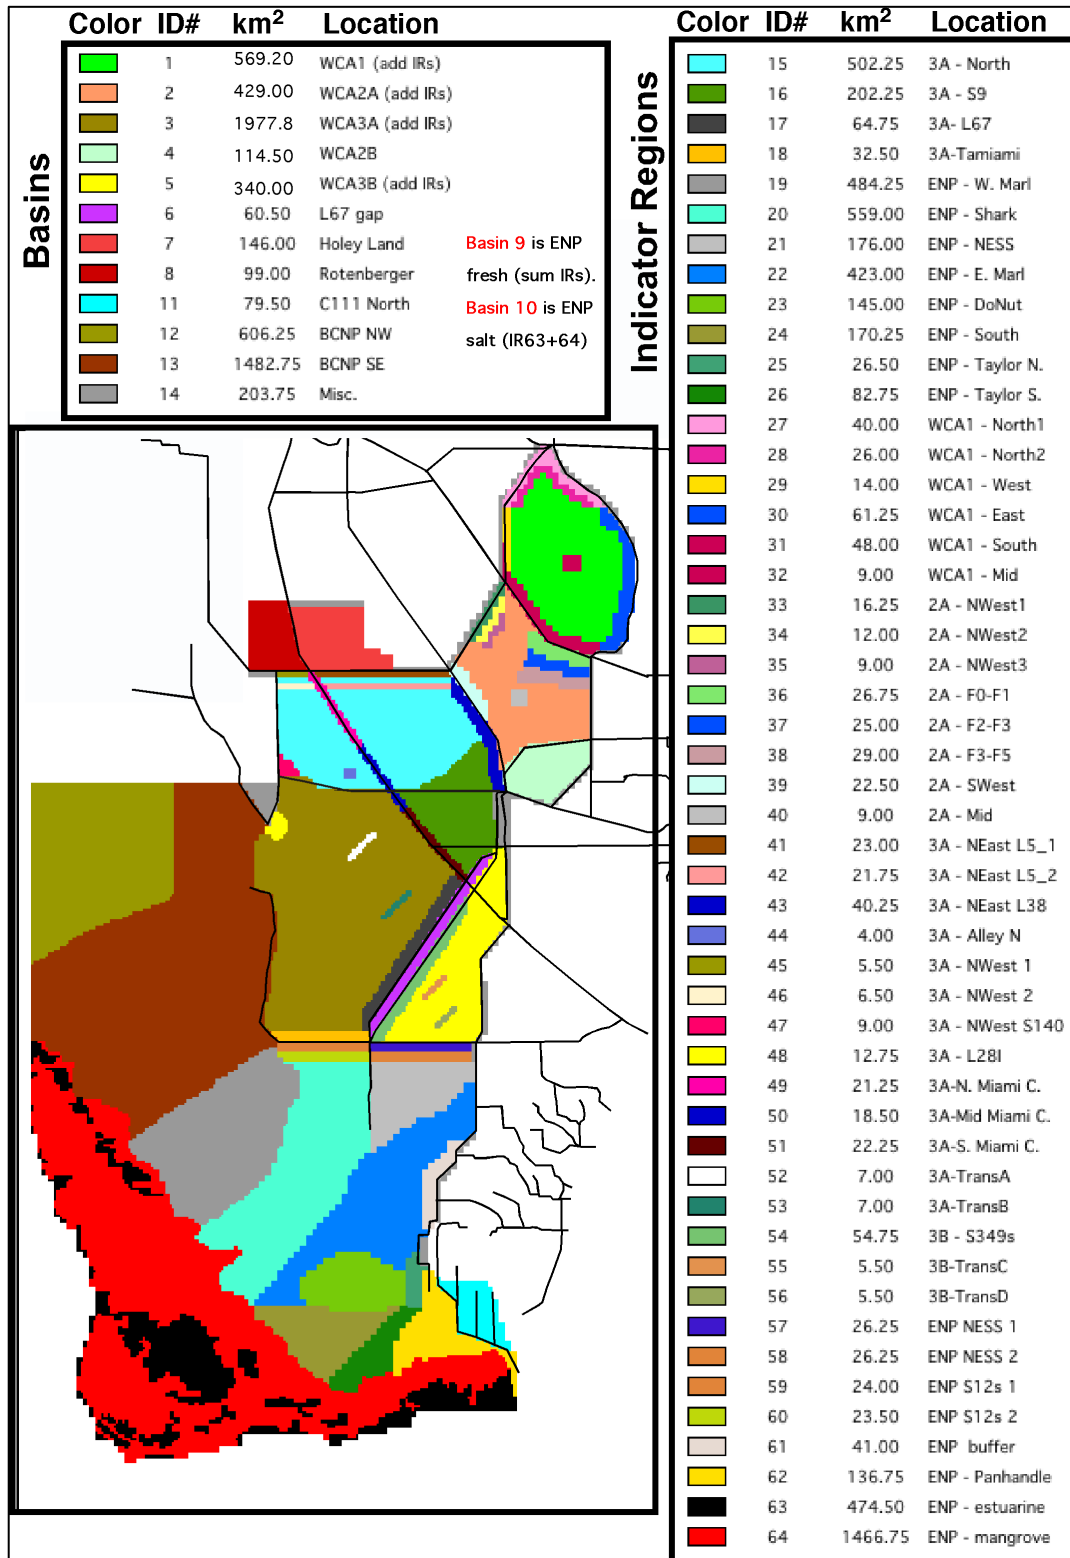 Color ID# km² Location
Basins
1 569.20 WCA1 (add IRs)
2 429.00 WCA2A (add IRs)
3 1977.8 WCA3A (add IRs)
4 114.50 WCA2B
5 340.00 WCA3B (add IRs)
6 60.50 L67 gap
7 146.00 Holey Land
8 99.00 Rotenberger
11 79.50 C111 North
12 606.25 BCNP NW
13 1482.75 BCNP SE
14 203.75 Misc.
Basin 9 is ENP
fresh (sum IRs).
Basin 10 is ENP
salt (IR63+64)
Color ID# km² Location
Indicator Regions
15 502.25 3A - North
16 202.25 3A - S9
17 64.75 3A- L67
18 32.50 3A-Tamiami
19 484.25 ENP - W. Marl
20 559.00 ENP - Shark
21 176.00 ENP - NESS
22 423.00 ENP - E. Marl
23 145.00 ENP - DoNut
24 170.25 ENP - South
25 26.50 ENP - Taylor N.
26 82.75 ENP - Taylor S.
27 40.00 WCA1 - North1
28 26.00 WCA1 - North2
29 14.00 WCA1 - West
30 61.25 WCA1 - East
31 48.00 WCA1 - South
32 9.00 WCA1 - Mid
33 16.25 2A - NWest1
34 12.00 2A - NWest2
35 9.00 2A - NWest3
36 26.75 2A - F0-F1
37 25.00 2A - F2-F3
38 29.00 2A - F3-F5
39 22.50 2A - SWest
40 9.00 2A - Mid
41 23.00 3A - NEast L5_1
42 21.75 3A - NEast L5_2
43 40.25 3A - NEast L38
44 4.00 3A - Alley N
45 5.50 3A - NWest 1
46 6.50 3A - NWest 2
47 9.00 3A - NWest S140
48 12.75 3A - L28I
49 21.25 3A-N. Miami C.
50 18.50 3A-Mid Miami C.
51 22.25 3A-S. Miami C.
52 7.00 3A-TransA
53 7.00 3A-TransB
54 54.75 3B - S349s
55 5.50 3B-TransC
56 5.50 3B-TransD
57 26.25 ENP NESS 1
58 26.25 ENP NESS 2
59 24.00 ENP S12s 1
60 23.50 ENP S12s 2
61 41.00 ENP buffer
62 136.75 ENP - Panhandle
63 474.50 ENP - estuarine
64 1466.75 ENP - mangrove